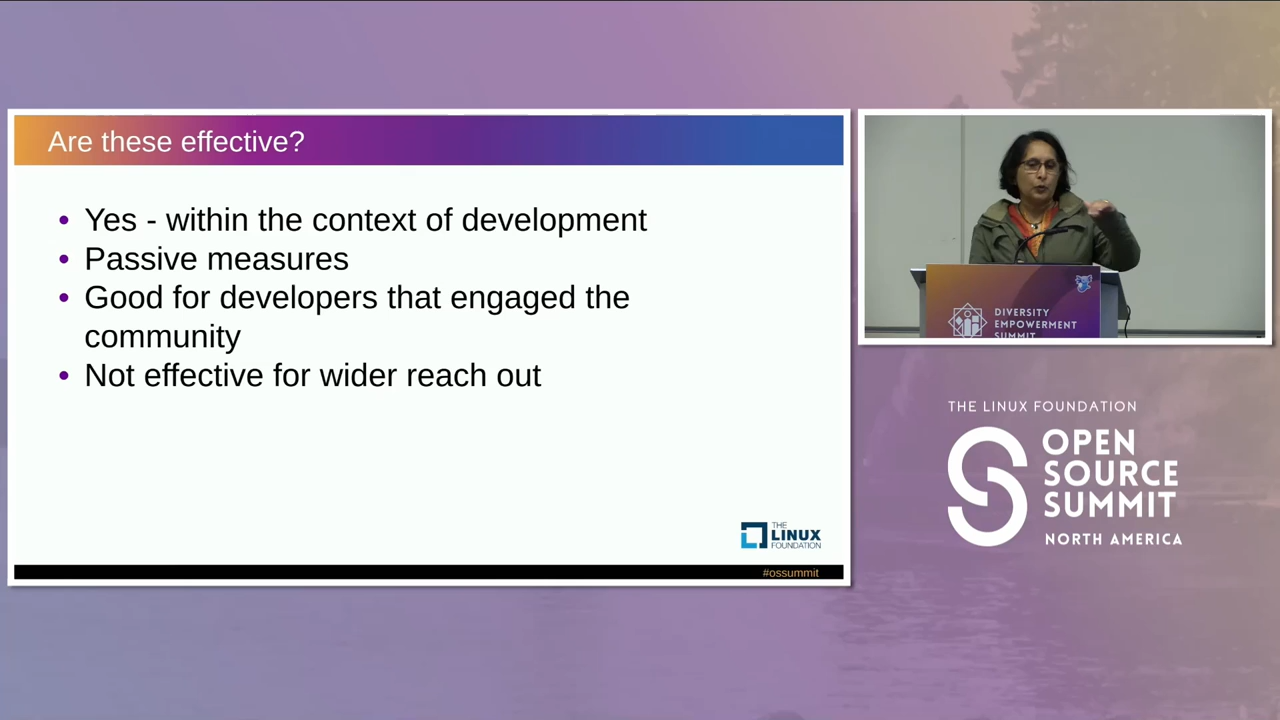 Are these effective?
• Yes - within the context of development
• Passive measures
• Good for developers that engaged the
community
• Not effective for wider reach out
THE
LINUX
FOUNDATION
#ossummit
DIVERSITY
EMPOWERMENT
SUMMIT
THE LINUX FOUNDATION
OPEN
SOURCE
SUMMIT
NORTH AMERICA